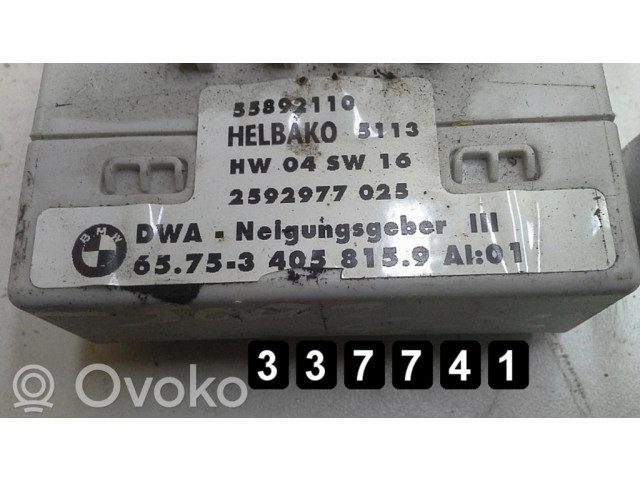 55892110
HELBAKO 5113
HW 04 SW 16
2592977 025
BMW
DWA - Neigungsgeber III
65.75-3 405 815.9 AI:01
337741
Ovoko